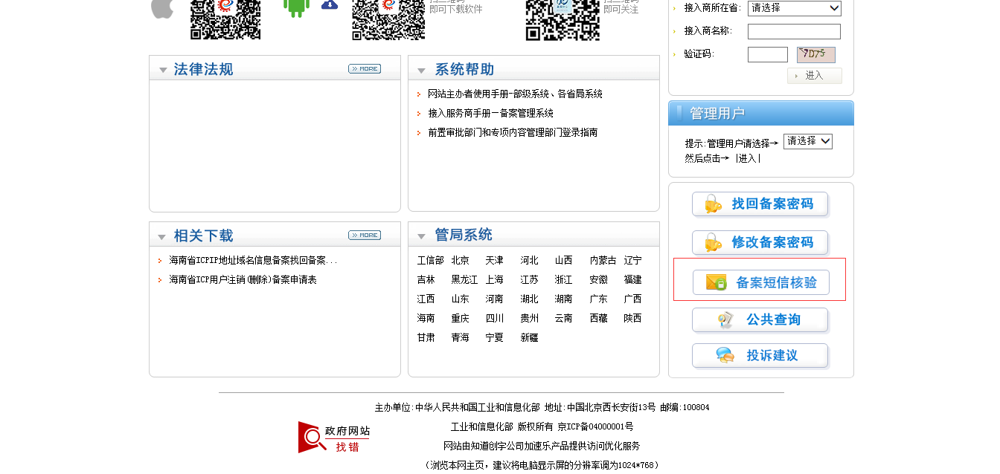 即可下载软件
即可关注
接入商所在省: 请选择
接入商名称:
验证码: 7D75
进入
法律法规 MORE
系统帮助
网站主办者使用手册-部级系统、各省局系统
接入服务商手册—备案管理系统
前置审批部门和专项内容管理部门登录指南
管理用户
提示:管理用户请选择→ 请选择
然后点击→ |进入|
找回备案密码
修改备案密码
备案短信核验
公共查询
投诉建议
相关下载 MORE
海南省ICPIP地址域名信息备案找回备案...
海南省ICP用户注销(删除)备案申请表
管局系统
工信部 北京 天津 河北 山西 内蒙古 辽宁
吉林 黑龙江 上海 江苏 浙江 安徽 福建
江西 山东 河南 湖北 湖南 广东 广西
海南 重庆 四川 贵州 云南 西藏 陕西
甘肃 青海 宁夏 新疆
主办单位:中华人民共和国工业和信息化部 地址:中国北京西长安街13号 邮编:100804
工业和信息化部 版权所有 京ICP备04000001号
网站由知道创宇公司加速乐产品提供访问优化服务
(浏览本网主页，建议将电脑显示屏的分辨率调为1024*768)
政府网站
找错